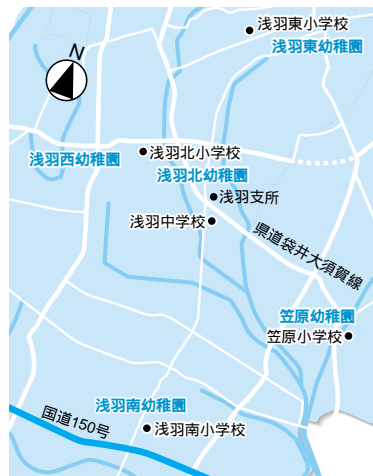 浅羽東小学校
浅羽東幼稚園
N
浅羽北小学校
浅羽西幼稚園
浅羽北幼稚園
浅羽支所
浅羽中学校
県道袋井大須賀線
笠原幼稚園
笠原小学校
浅羽南幼稚園
国道150号
浅羽南小学校